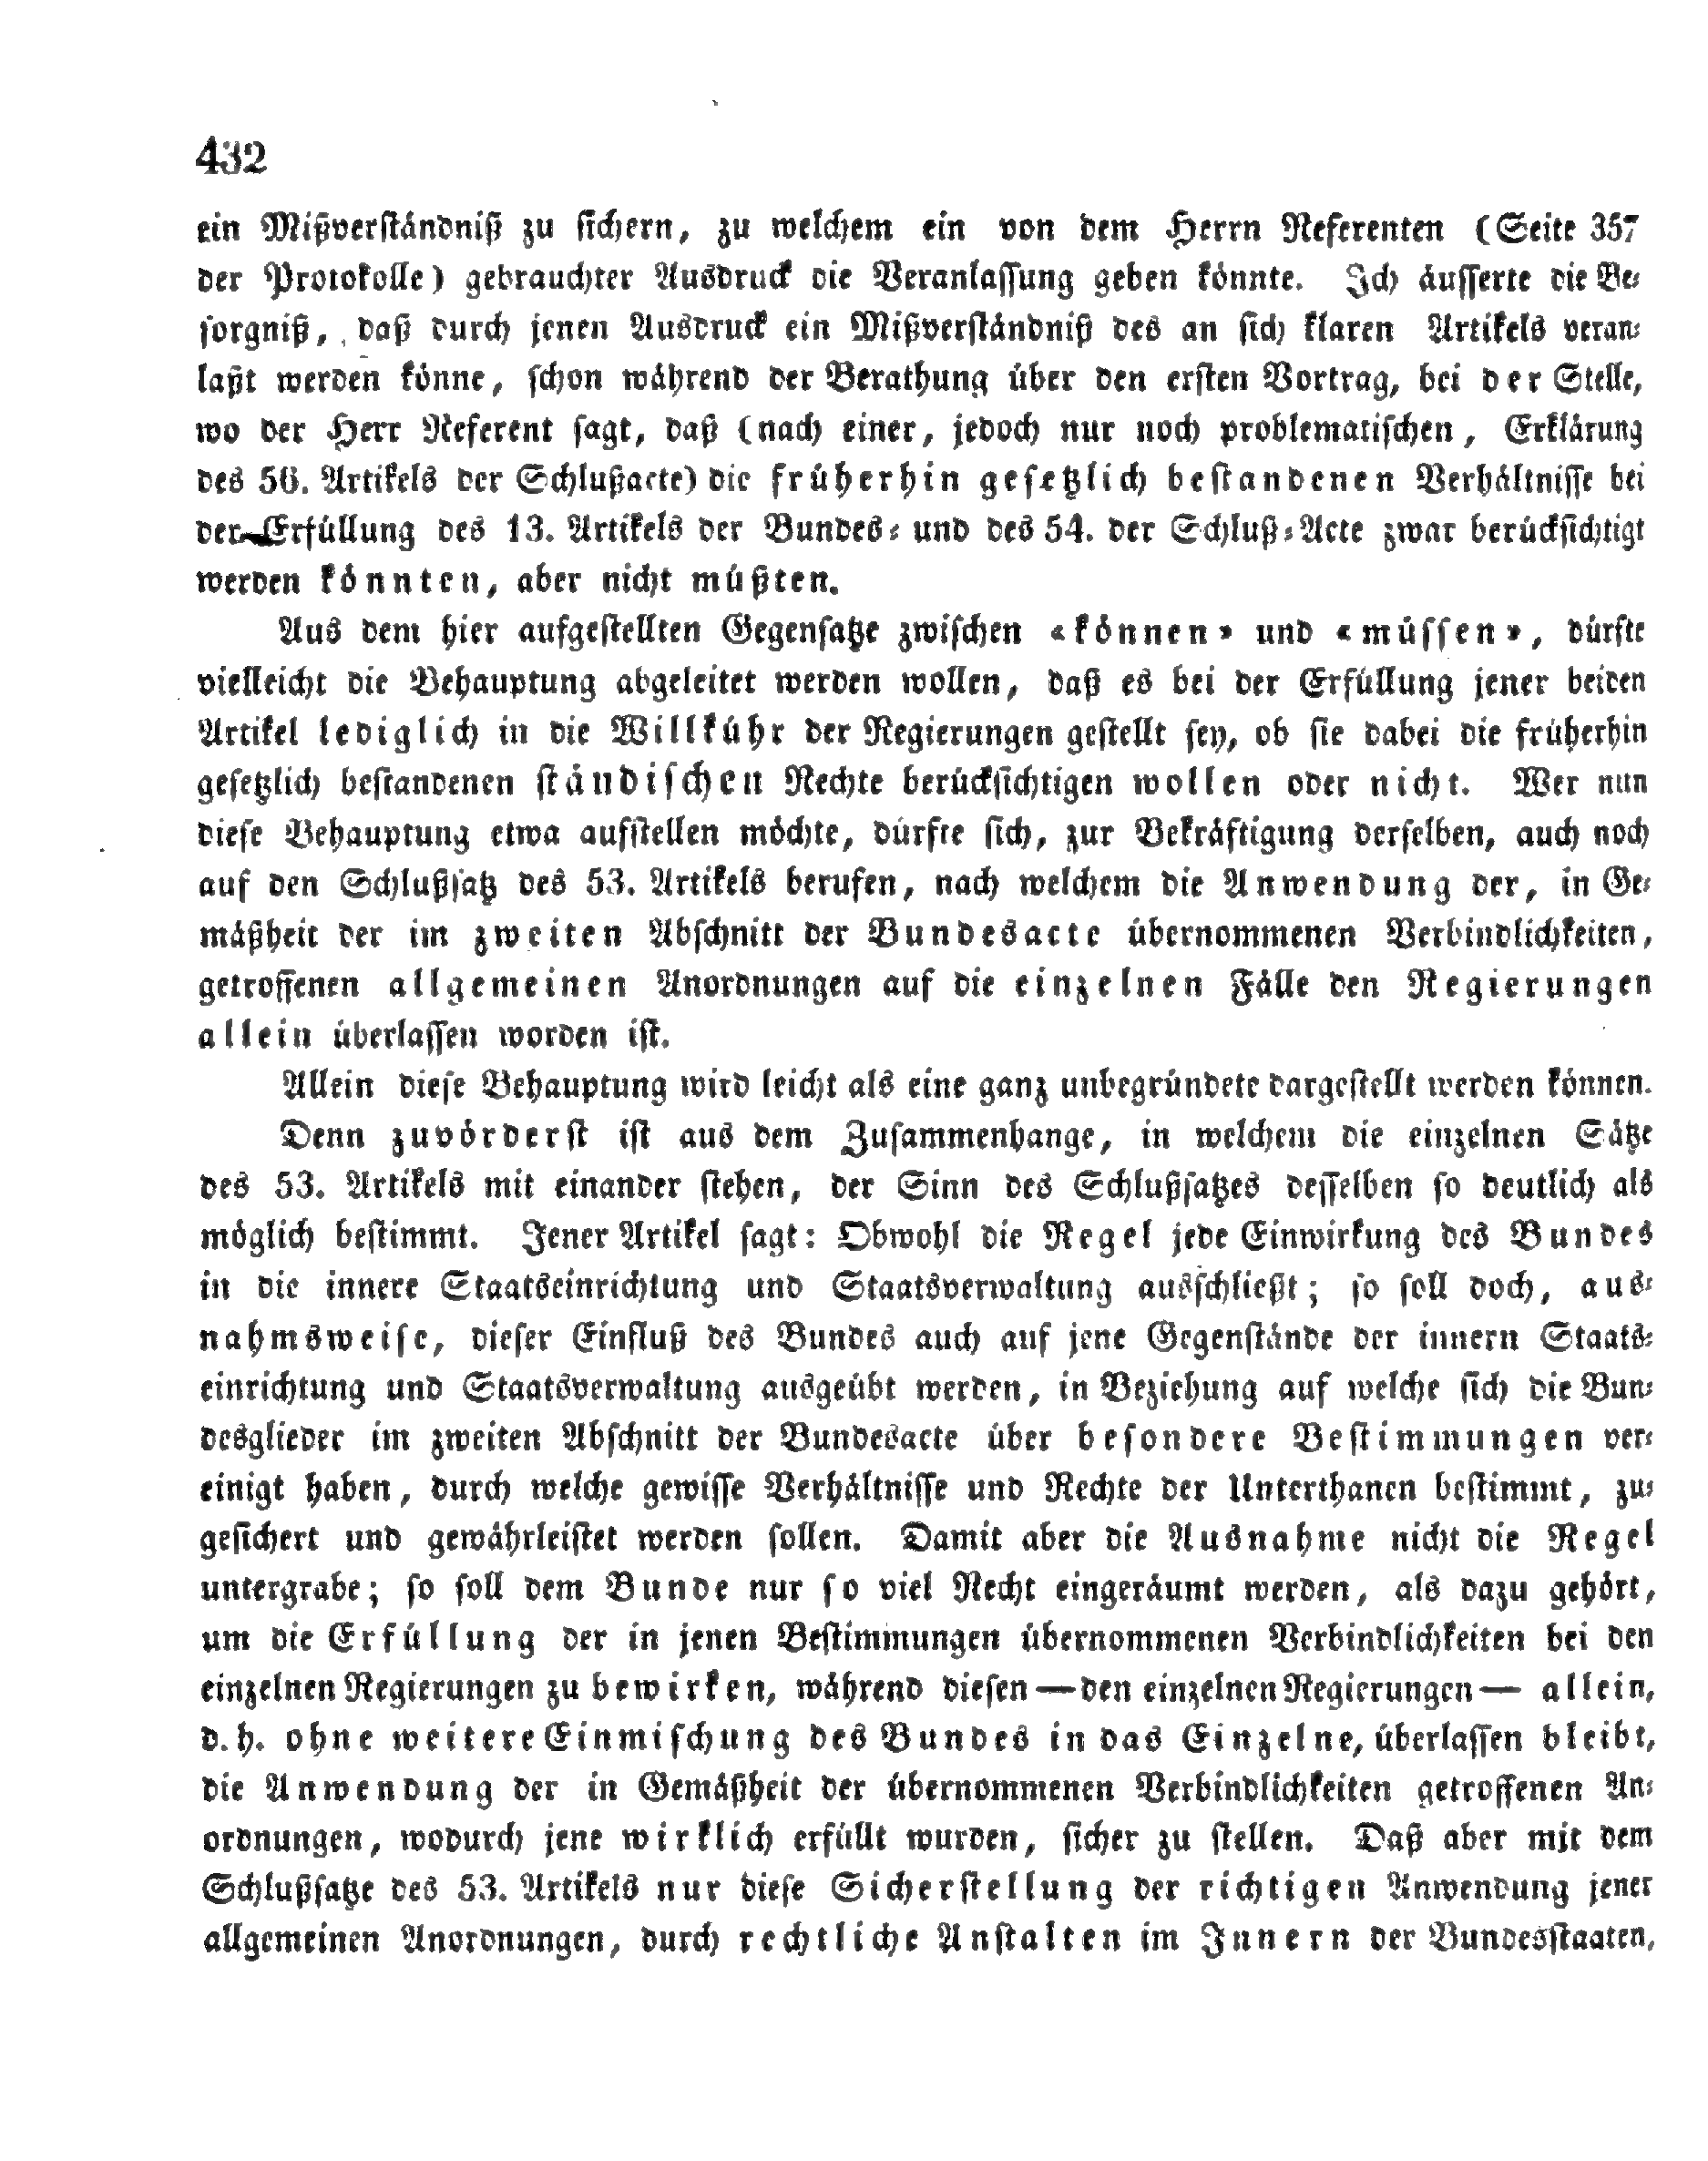 432
ein Mißverständniß zu sichern, zu welchem ein von dem Herrn Referenten (Seite 357
der Protokolle) gebrauchter Ausdruck die Veranlassung geben könnte. Ich äusserte die Be-
sorgniß, daß durch jenen Ausdruck ein Mißverständniß des an sich klaren Artikels veran-
laßt werden könne, schon während der Berathung über den ersten Vortrag, bei der Stelle,
wo der Herr Referent sagt, daß (nach einer, jedoch nur noch problematischen, Erklärung
des 56. Artikels der Schlußacte) die früherhin gesetzlich bestandenen Verhältnisse bei
der Erfüllung des 13. Artikels der Bundes- und des 54. der Schluß-Acte zwar berücksichtigt
werden könnten, aber nicht müßten.
Aus dem hier aufgestellten Gegensatze zwischen «können» und «müssen», dürfte
vielleicht die Behauptung abgeleitet werden wollen, daß es bei der Erfüllung jener beiden
Artikel lediglich in die Willkühr der Regierungen gestellt sey, ob sie dabei die früherhin
gesetzlich bestandenen ständischen Rechte berücksichtigen wollen oder nicht. Wer nun
diese Behauptung etwa aufstellen möchte, dürfte sich, zur Bekräftigung derselben, auch noch
auf den Schlußsatz des 53. Artikels berufen, nach welchem die Anwendung der, in Ge-
mäßheit der im zweiten Abschnitt der Bundesacte übernommenen Verbindlichkeiten,
getroffenen allgemeinen Anordnungen auf die einzelnen Fälle den Regierungen
allein überlassen worden ist.
Allein diese Behauptung wird leicht als eine ganz unbegründete dargestellt werden können.
Denn zuvörderst ist aus dem Zusammenhange, in welchem die einzelnen Sätze
des 53. Artikels mit einander stehen, der Sinn des Schlußsatzes desselben so deutlich als
möglich bestimmt. Jener Artikel sagt: Obwohl die Regel jede Einwirkung des Bundes
in die innere Staatseinrichtung und Staatsverwaltung ausschließt; so soll doch, aus-
nahmsweise, dieser Einfluß des Bundes auch auf jene Gegenstände der innern Staats-
einrichtung und Staatsverwaltung ausgeübt werden, in Beziehung auf welche sich die Bun-
desglieder im zweiten Abschnitt der Bundesacte über besondere Bestimmungen ver-
einigt haben, durch welche gewisse Verhältnisse und Rechte der Unterthanen bestimmt, zu-
gesichert und gewährleistet werden sollen. Damit aber die Ausnahme nicht die Regel
untergrabe; so soll dem Bunde nur so viel Recht eingeräumt werden, als dazu gehört,
um die Erfüllung der in jenen Bestimmungen übernommenen Verbindlichkeiten bei den
einzelnen Regierungen zu bewirken, während diesen — den einzelnen Regierungen — allein,
d. h. ohne weitere Einmischung des Bundes in das Einzelne, überlassen bleibt,
die Anwendung der in Gemäßheit der übernommenen Verbindlichkeiten getroffenen An-
ordnungen, wodurch jene wirklich erfüllt wurden, sicher zu stellen. Daß aber mit dem
Schlußsatze des 53. Artikels nur diese Sicherstellung der richtigen Anwendung jener
allgemeinen Anordnungen, durch rechtliche Anstalten im Innern der Bundesstaaten,